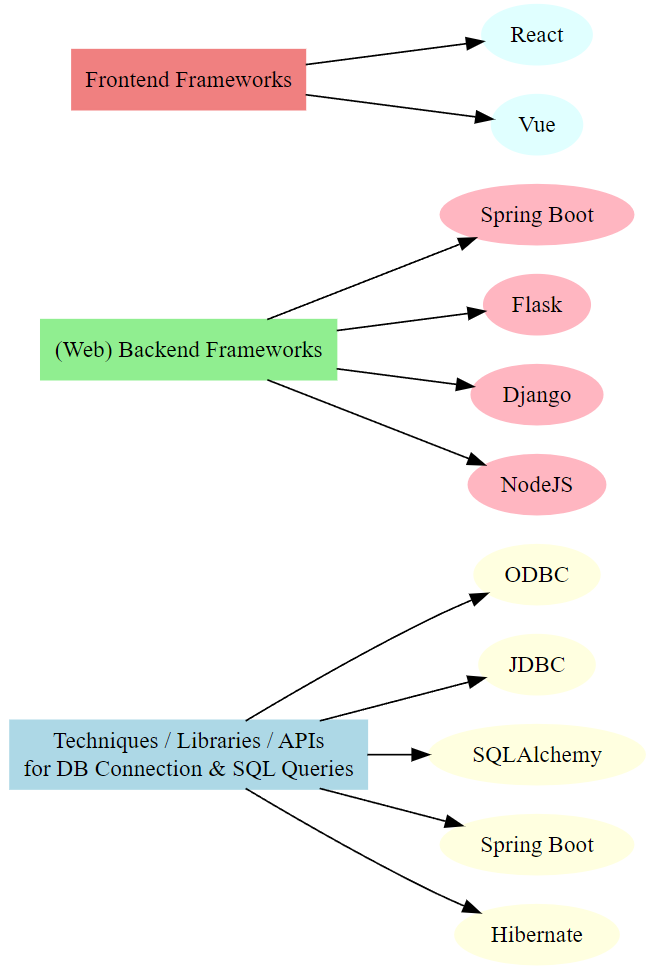 Frontend Frameworks
React
Vue
(Web) Backend Frameworks
Spring Boot
Flask
Django
NodeJS
Techniques / Libraries / APIs
for DB Connection & SQL Queries
ODBC
JDBC
SQLAlchemy
Spring Boot
Hibernate